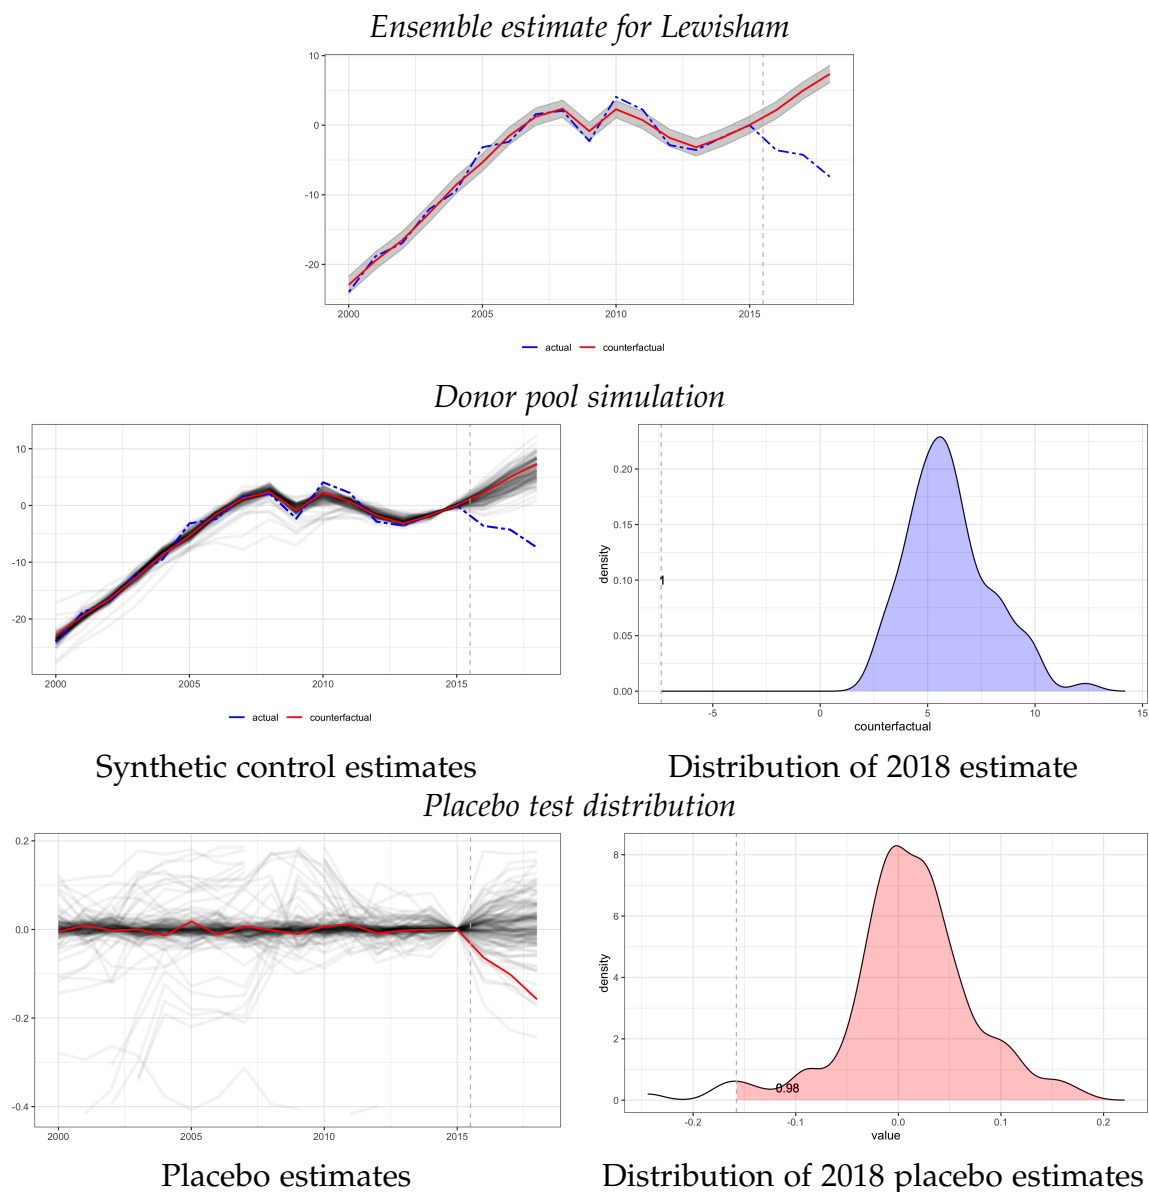 Ensemble estimate for Lewisham
10
0
-10
-20
2000 2005 2010 2015
actual counterfactual
Donor pool simulation
10
0
-10
-20
2000 2005 2010 2015
actual counterfactual
density
0.20
0.15
0.10
0.05
0.00
1
-5 0 5 10 15
counterfactual
Synthetic control estimates Distribution of 2018 estimate
Placebo test distribution
0.2
0.0
-0.2
-0.4
2000 2005 2010 2015
density
8
6
4
2
0
0.98
-0.2 -0.1 0.0 0.1 0.2
value
Placebo estimates Distribution of 2018 placebo estimates